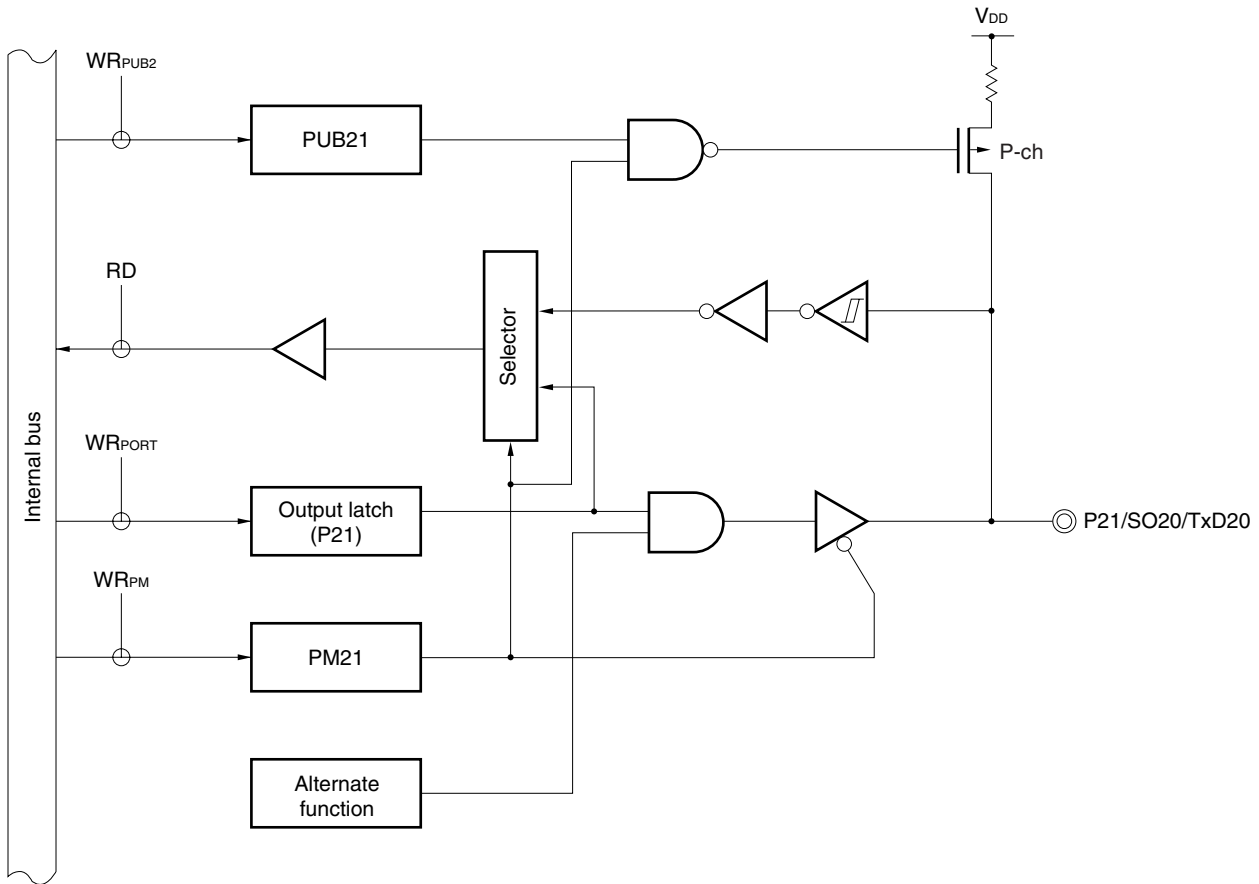 VDD
WRPUB2
PUB21
P-ch
RD
Selector
Internal bus
WRPORT
Output latch
(P21)
P21/SO20/TxD20
WRPM
PM21
Alternate
function